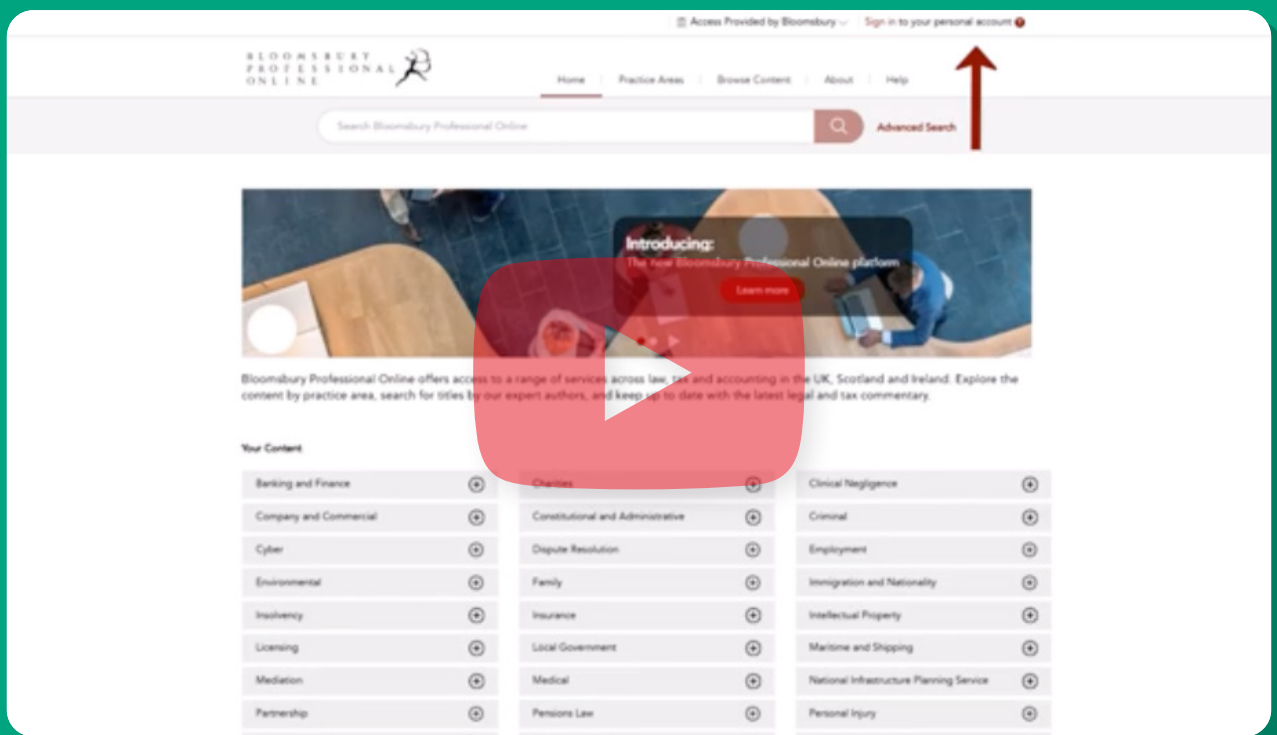 Access Provided by Bloomsbury
Sign in to your personal account ?
BLOOMSBURY
PROFESSIONAL
ONLINE
Home
Practice Areas
Browse Content
About
Help
Search Bloomsbury Professional Online
Advanced Search
Introducing:
The new Bloomsbury Professional Online platform
Learn more
Bloomsbury Professional Online offers access to a range of services across law, tax and accounting in the UK, Scotland and Ireland. Explore the
content by practice area, search for titles by our expert authors, and keep up to date with the latest legal and tax commentary.
Your Content
Banking and Finance
Charities
Clinical Negligence
Company and Commercial
Constitutional and Administrative
Criminal
Cyber
Dispute Resolution
Employment
Environmental
Family
Immigration and Nationality
Insolvency
Insurance
Intellectual Property
Licensing
Local Government
Maritime and Shipping
Mediation
Medical
National Infrastructure Planning Service
Partnership
Pensions Law
Personal Injury